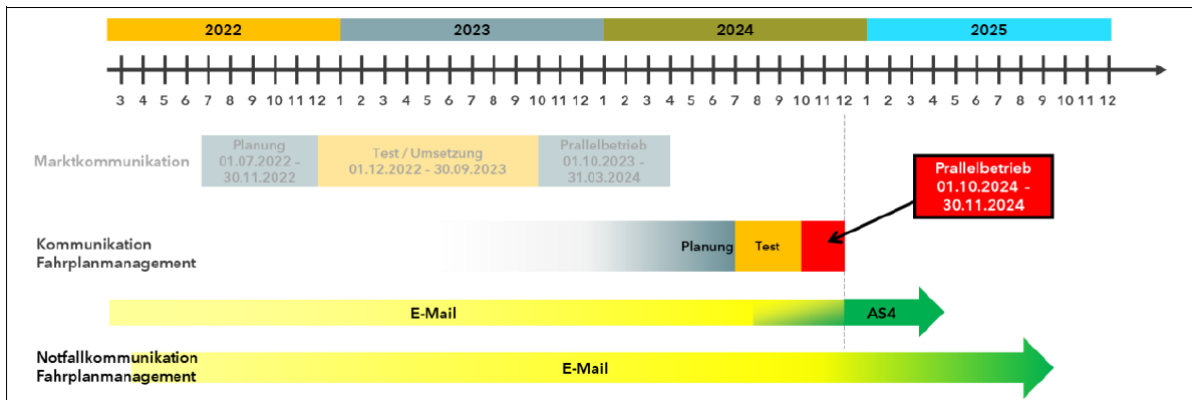 2022 2023 2024 2025
3 4 5 6 7 8 9 10 11 12 1 2 3 4 5 6 7 8 9 10 11 12 1 2 3 4 5 6 7 8 9 10 11 12 1 2 3 4 5 6 7 8 9 10 11 12
Marktkommunikation
Planung
01.07.2022 –
30.11.2022
Test / Umsetzung
01.12.2022 - 30.09.2023
Prallelbetrieb
01.10.2023 -
31.03.2024
Prallelbetrieb
01.10.2024 –
30.11.2024
Kommunikation
Fahrplanmanagement
Planung
Test
E-Mail
AS4
Notfallkommunikation
Fahrplanmanagement
E-Mail